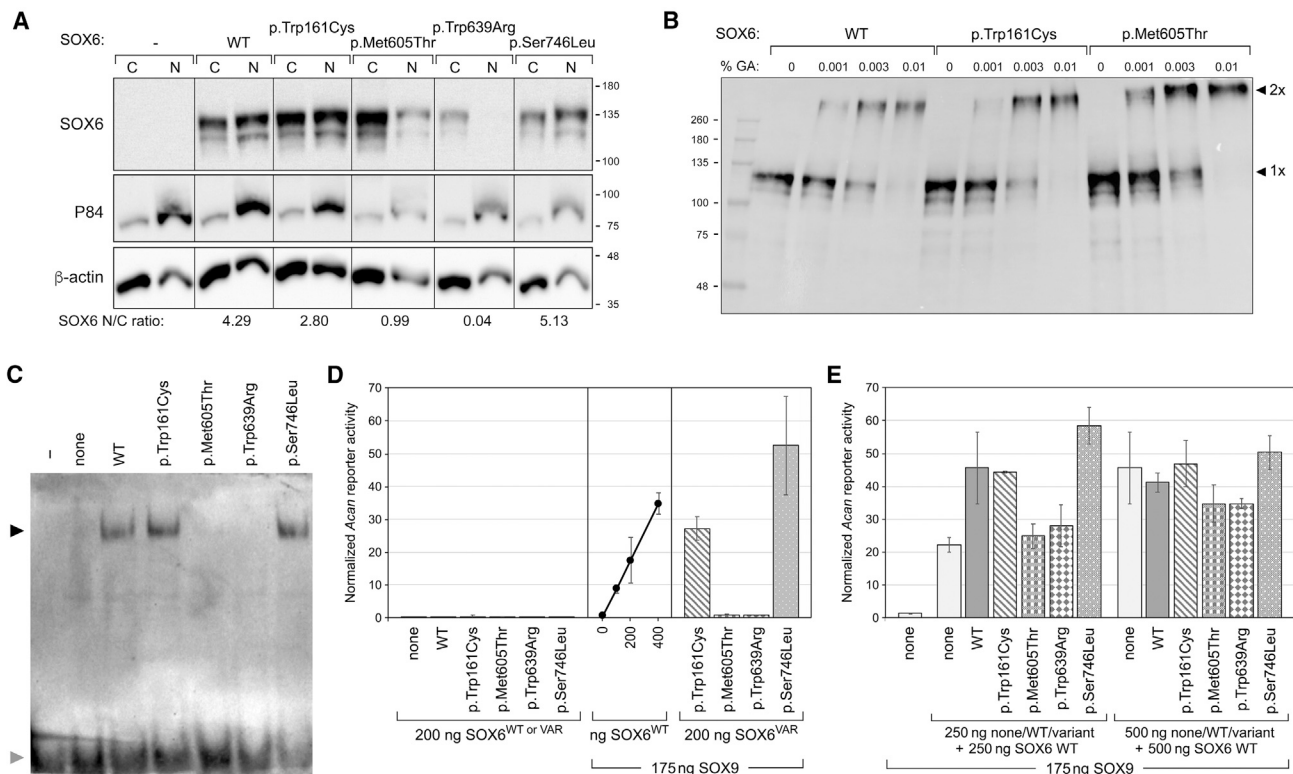 A
SOX6:
-
WT
p.Trp161Cys
p.Met605Thr
p.Trp639Arg
p.Ser746Leu
C N C N C N C N C N C N
SOX6
- 180
- 135
- 100
P84
- 100
- 75
β-actin
- 48
- 35
SOX6 N/C ratio: 4.29 2.80 0.99 0.04 5.13
B
SOX6: WT p.Trp161Cys p.Met605Thr
% GA: 0 0.001 0.003 0.01 0 0.001 0.003 0.01 0 0.001 0.003 0.01
260 -
180 -
135 -
100 -
75 -
48 -
2x
1x
C
–
none
WT
p.Trp161Cys
p.Met605Thr
p.Trp639Arg
p.Ser746Leu
D
Normalized Acan reporter activity
70
60
50
40
30
20
10
0
none
WT
p.Trp161Cys
p.Met605Thr
p.Trp639Arg
p.Ser746Leu
200 ng SOX6WT or VAR
0
200
400
ng SOX6WT
p.Trp161Cys
p.Met605Thr
p.Trp639Arg
p.Ser746Leu
200 ng SOX6VAR
175 ng SOX9
E
Normalized Acan reporter activity
70
60
50
40
30
20
10
0
none
none
WT
p.Trp161Cys
p.Met605Thr
p.Trp639Arg
p.Ser746Leu
250 ng none/WT/variant
+ 250 ng SOX6 WT
none
WT
p.Trp161Cys
p.Met605Thr
p.Trp639Arg
p.Ser746Leu
500 ng none/WT/variant
+ 500 ng SOX6 WT
175 ng SOX9